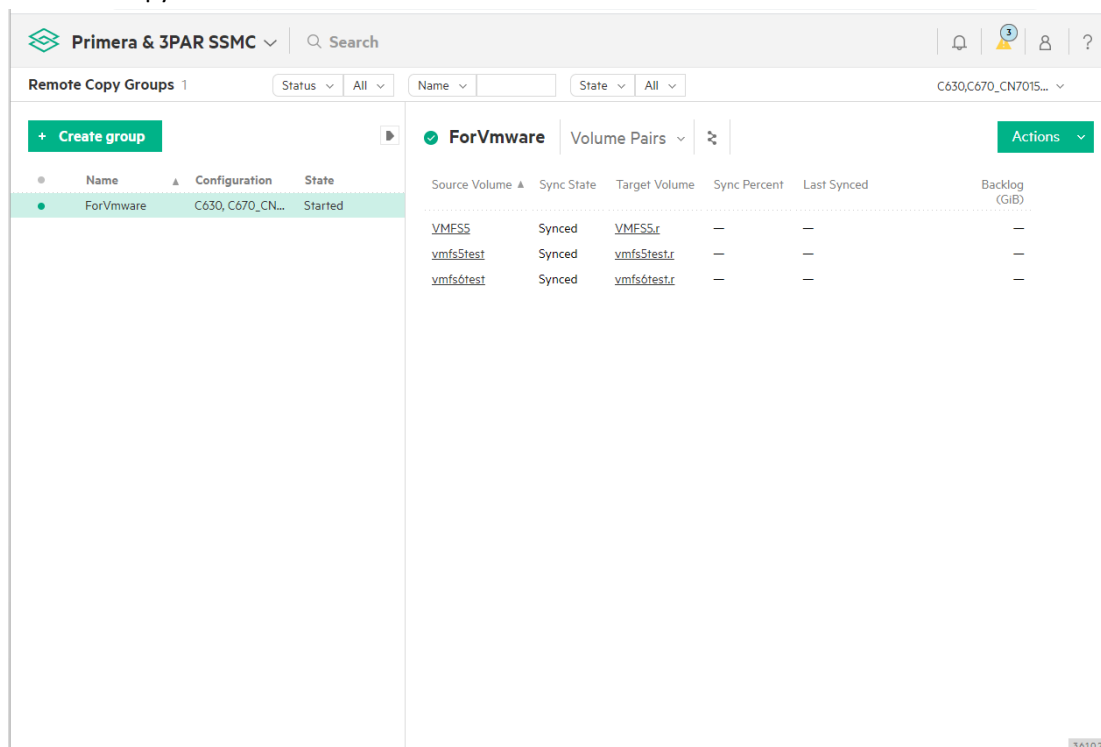 Primera & 3PAR SSMC Search 3 ?
Remote Copy Groups 1 Status All Name State All C630,C670_CN7015...
+ Create group ForVmware Volume Pairs Actions
Name Configuration State
ForVmware C630, C670_CN... Started
Source Volume Sync State Target Volume Sync Percent Last Synced Backlog (GiB)
VMFS5 Synced VMFS5.r — — —
vmfs5test Synced vmfs5test.r — — —
vmfs6test Synced vmfs6test.r — — —